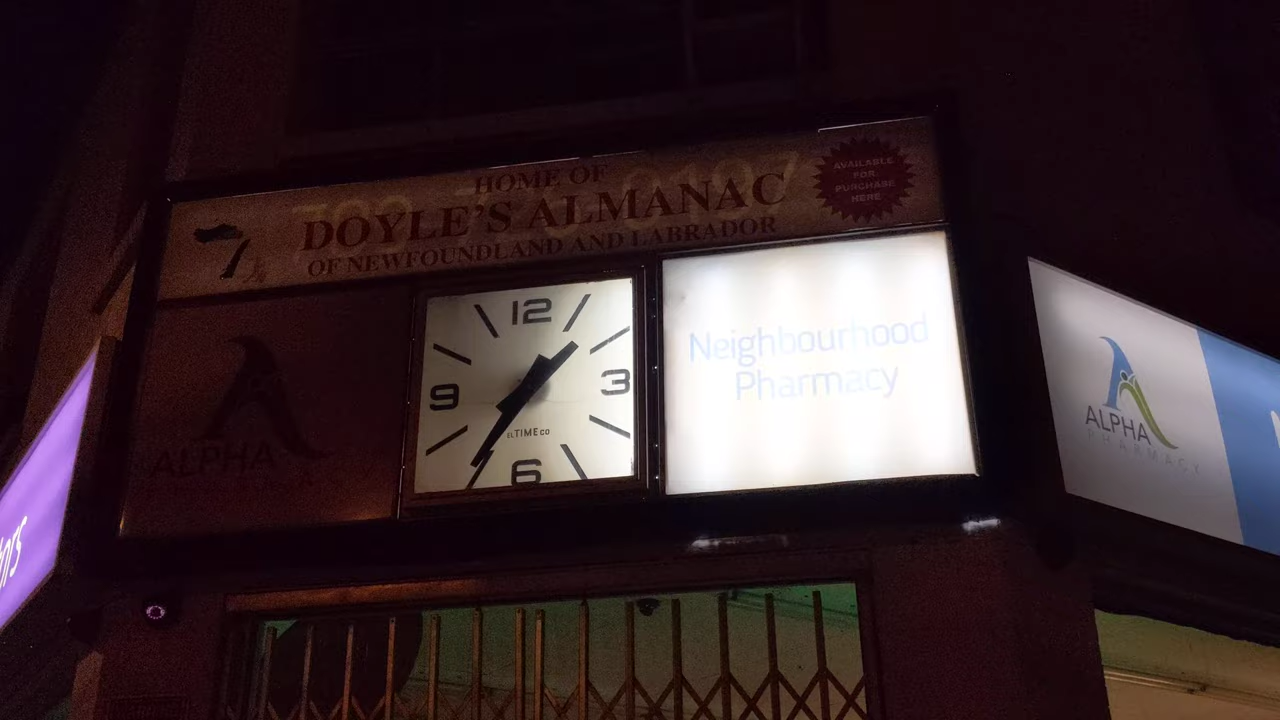 HOME OF
DOYLE'S ALMANAC
OF NEWFOUNDLAND AND LABRADOR
AVAILABLE
FOR
PURCHASE
HERE
12
3
6
9
ELTIMECO
Neighbourhood
Pharmacy
ALPHA
ALPHA
PHARMACY